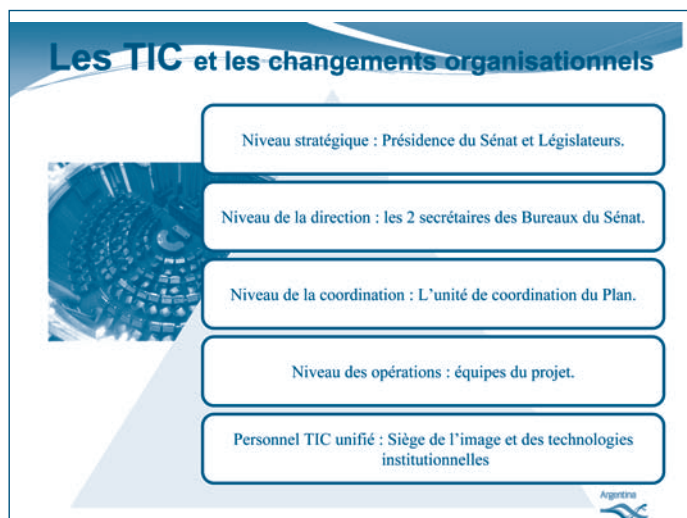 Les TIC et les changements organisationnels
Niveau stratégique : Présidence du Sénat et Législateurs.
Niveau de la direction : les 2 secrétaires des Bureaux du Sénat.
Niveau de la coordination : L’unité de coordination du Plan.
Niveau des opérations : équipes du projet.
Personnel TIC unifié : Siège de l’image et des technologies
institutionnelles
Argentina